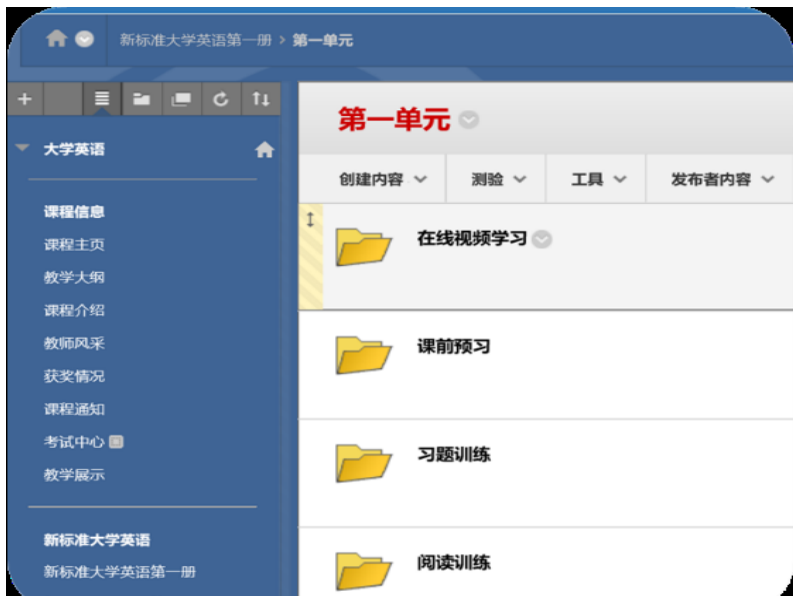 新标准大学英语第一册 > 第一单元
大学英语
课程信息
课程主页
教学大纲
课程介绍
教师风采
获奖情况
课程通知
考试中心
教学展示
新标准大学英语
新标准大学英语第一册
第一单元
创建内容 测验 工具 发布者内容
在线视频学习
课前预习
习题训练
阅读训练